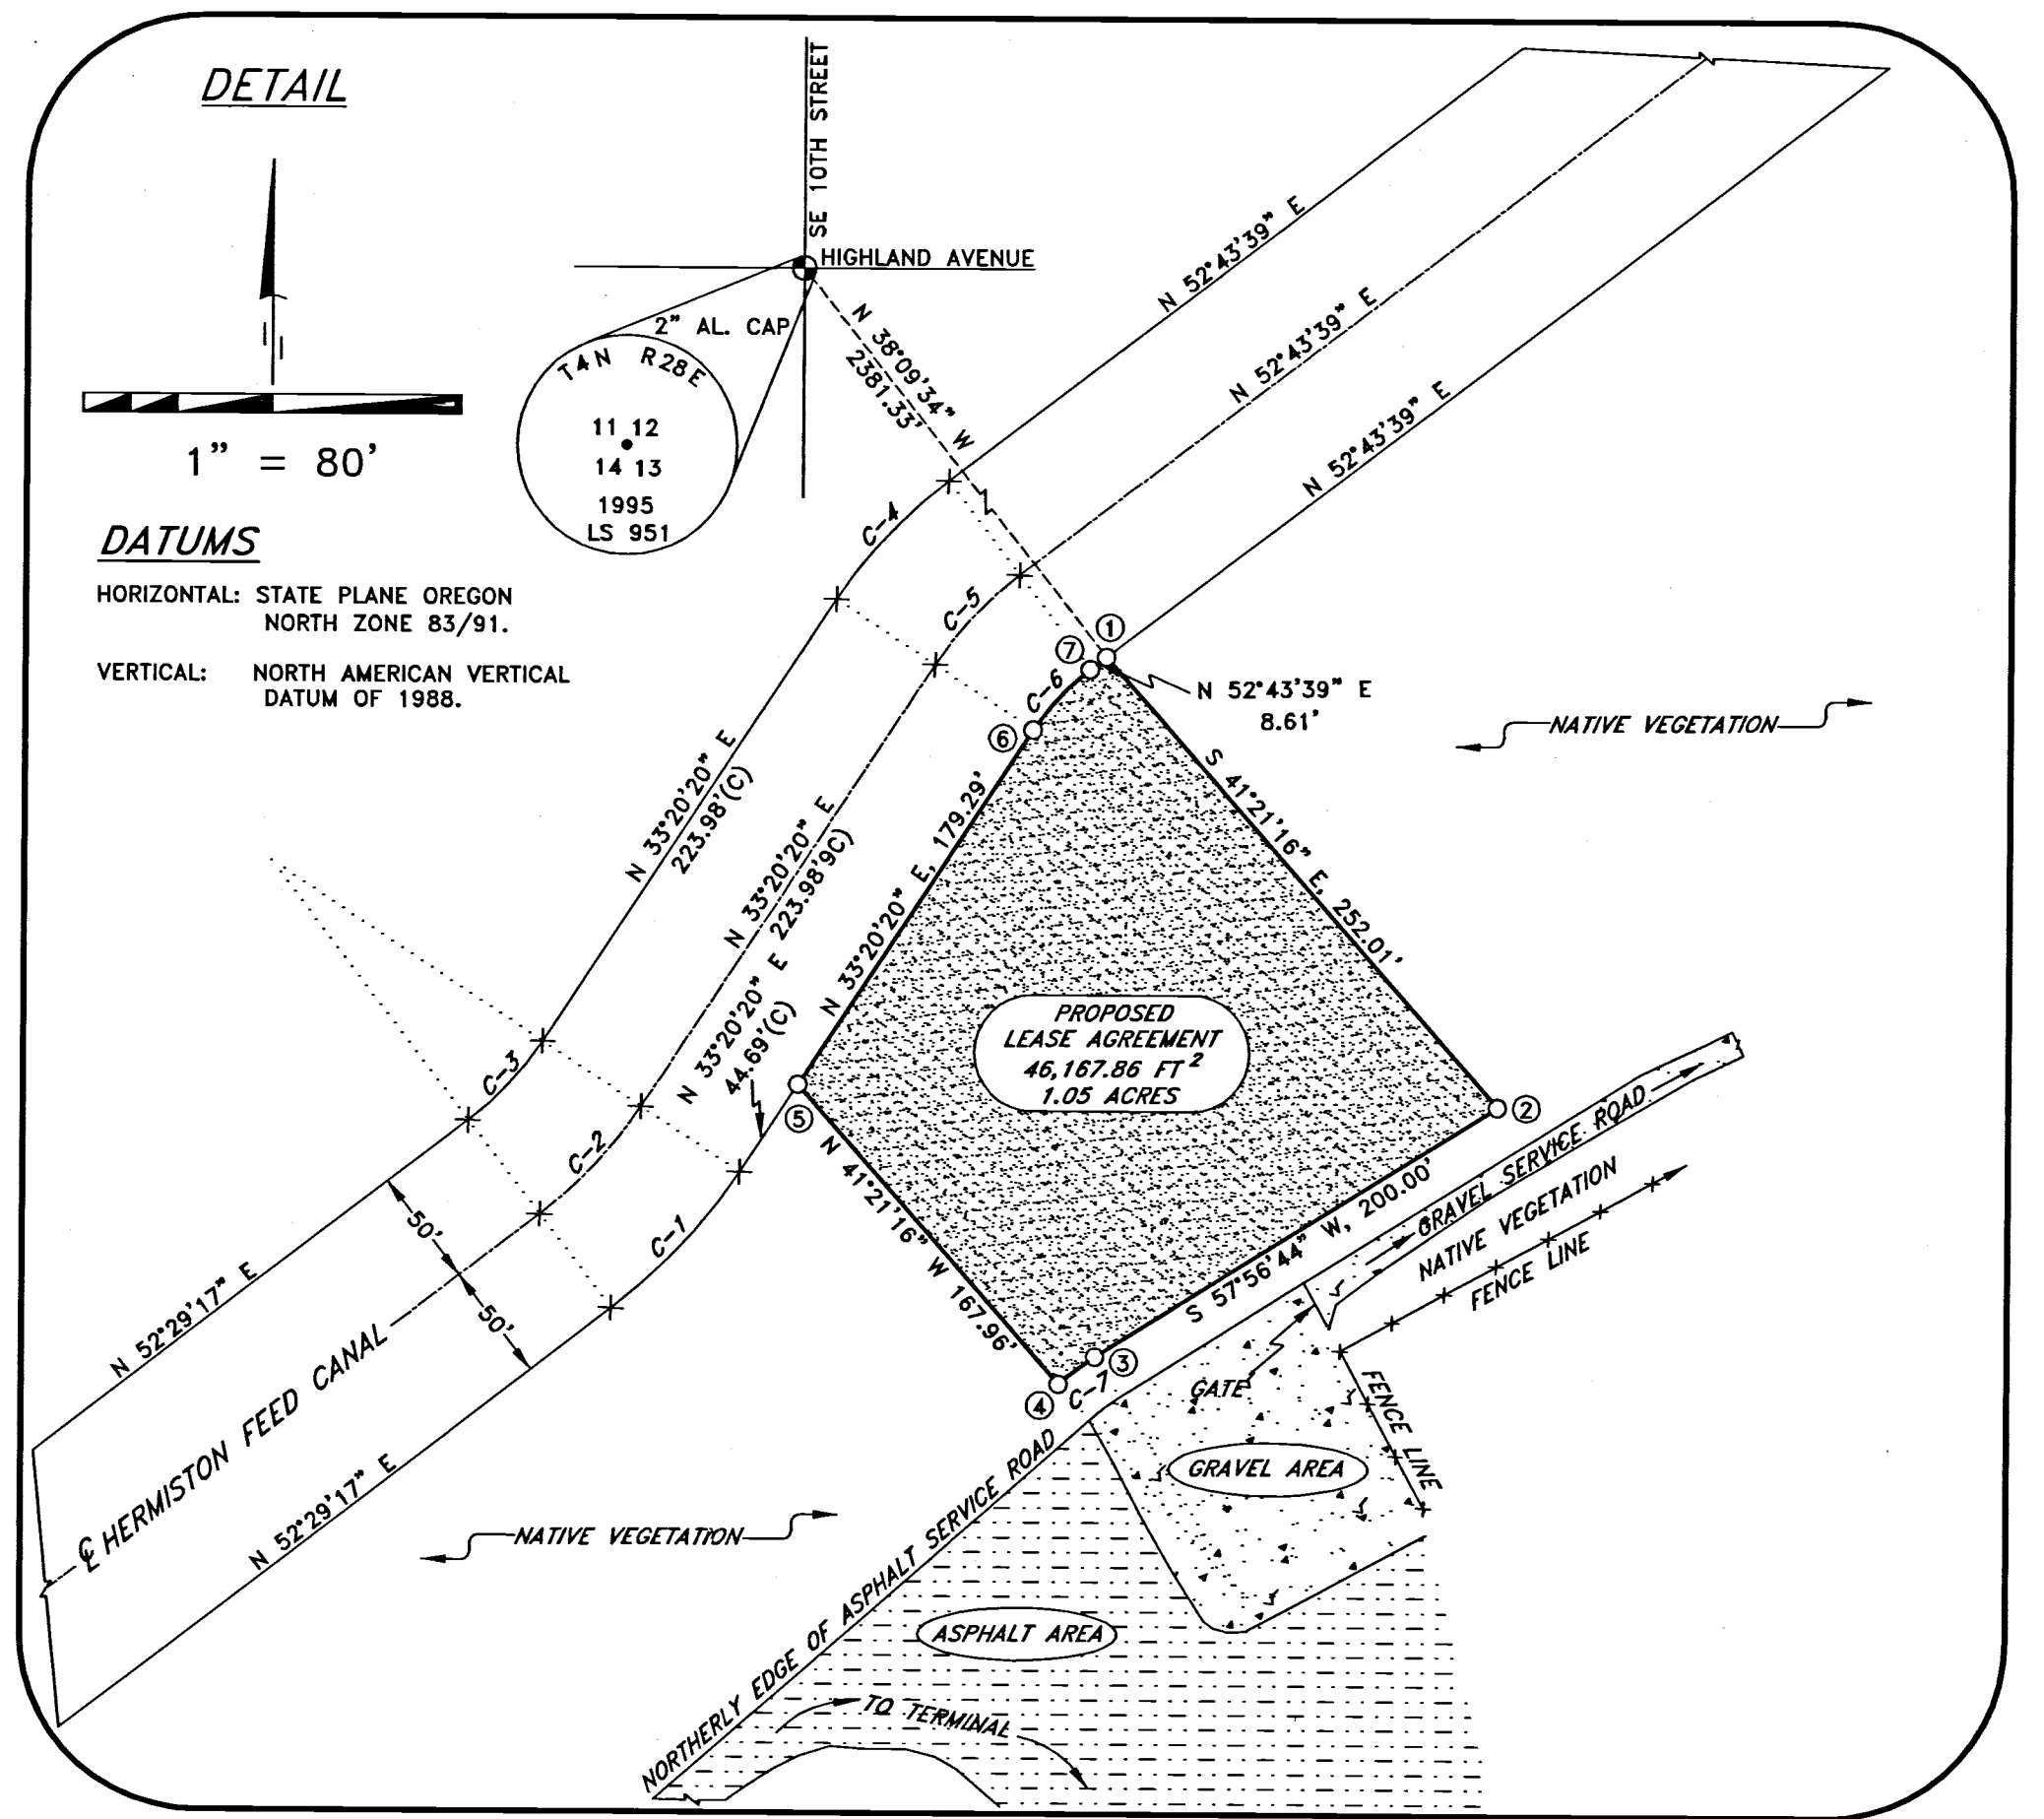 DETAIL
1" = 80'
DATUMS
HORIZONTAL: STATE PLANE OREGON
NORTH ZONE 83/91.
VERTICAL: NORTH AMERICAN VERTICAL
DATUM OF 1988.
SE 10TH STREET
HIGHLAND AVENUE
2" AL. CAP
T4N R28E
11 12
14 13
1995
LS 951
N 38°09'34" W
2381.33'
N 52°43'39" E
N 52°43'39" E
N 52°43'39" E
C-4
C-5
C-6
①
⑦
⑥
N 52°43'39" E
8.61'
NATIVE VEGETATION
S 41°21'16" E, 252.01'
N 33°20'20" E
223.98'(C)
N 33°20'20" E
223.98'9C)
N 33°20'20" E, 179.29'
N 33°20'20" E
44.69'(C)
PROPOSED
LEASE AGREEMENT
46,167.86 FT²
1.05 ACRES
②
⑤
C-3
C-2
C-1
N 41°21'16" W 167.96'
S 57°56'44" W, 200.00'
③
④
C-7
GRAVEL SERVICE ROAD
NATIVE VEGETATION
FENCE LINE
GATE
FENCE LINE
GRAVEL AREA
50'
50'
N 52°29'17" E
℄ HERMISTON FEED CANAL
N 52°29'17" E
NATIVE VEGETATION
NORTHERLY EDGE OF ASPHALT SERVICE ROAD
ASPHALT AREA
TO TERMINAL